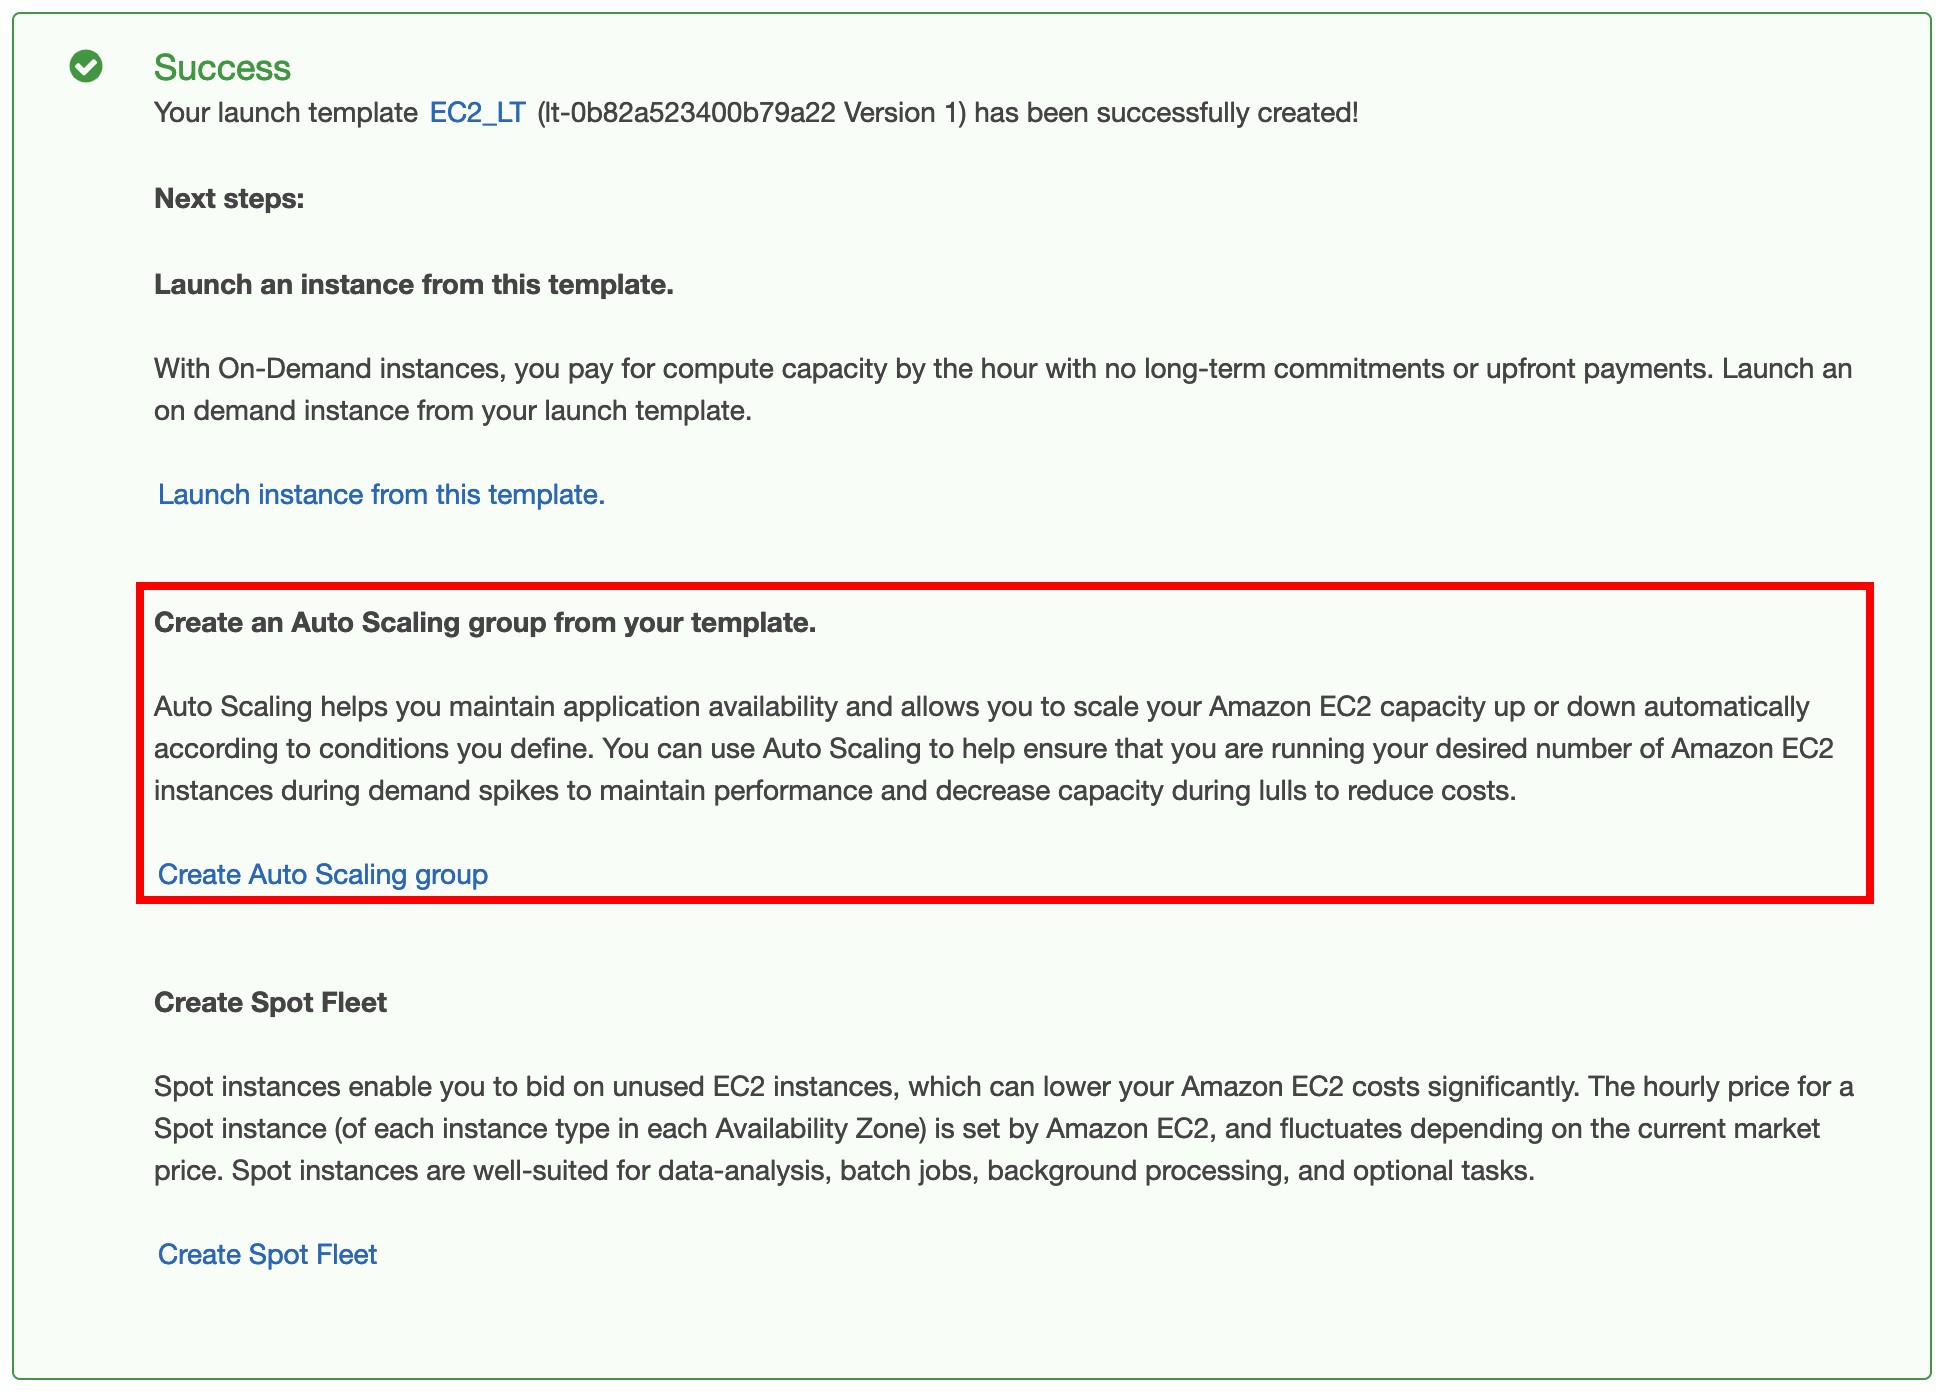 Success
Your launch template EC2_LT (lt-0b82a523400b79a22 Version 1) has been successfully created!
Next steps:
Launch an instance from this template.
With On-Demand instances, you pay for compute capacity by the hour with no long-term commitments or upfront payments. Launch an
on demand instance from your launch template.
Launch instance from this template.
Create an Auto Scaling group from your template.
Auto Scaling helps you maintain application availability and allows you to scale your Amazon EC2 capacity up or down automatically
according to conditions you define. You can use Auto Scaling to help ensure that you are running your desired number of Amazon EC2
instances during demand spikes to maintain performance and decrease capacity during lulls to reduce costs.
Create Auto Scaling group
Create Spot Fleet
Spot instances enable you to bid on unused EC2 instances, which can lower your Amazon EC2 costs significantly. The hourly price for a
Spot instance (of each instance type in each Availability Zone) is set by Amazon EC2, and fluctuates depending on the current market
price. Spot instances are well-suited for data-analysis, batch jobs, background processing, and optional tasks.
Create Spot Fleet